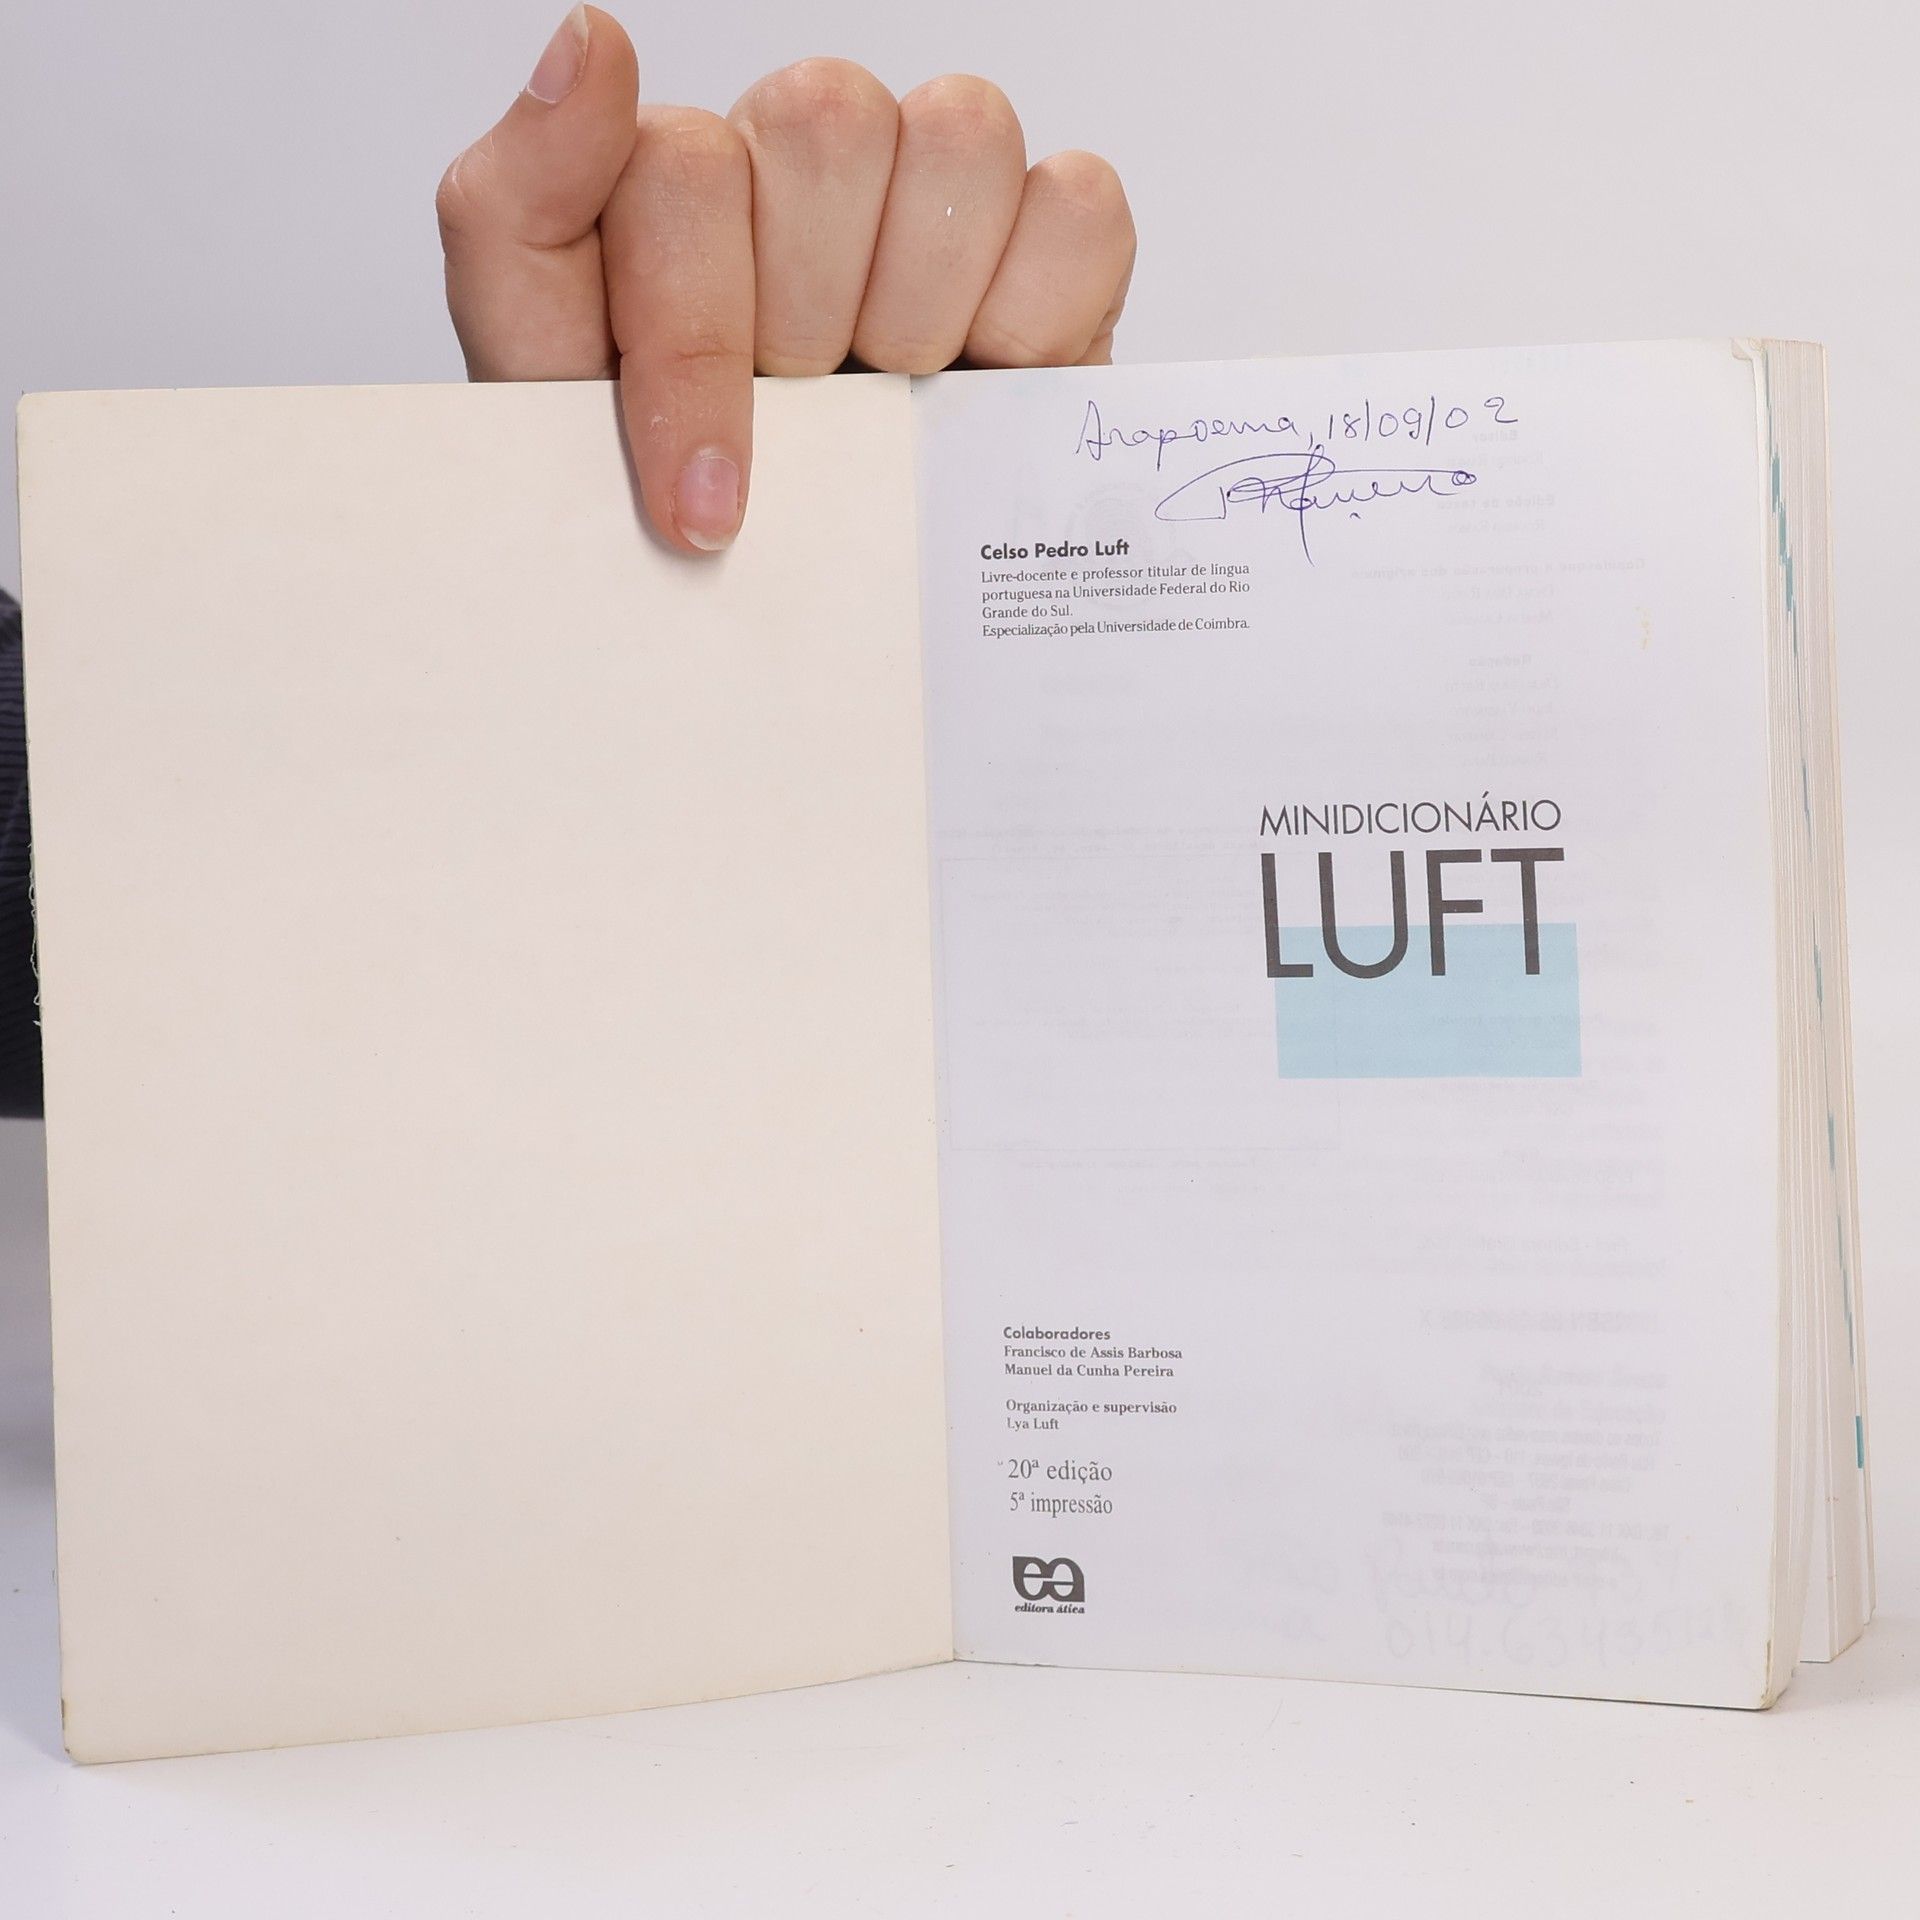 Arapoema, 18/09/02
Celso Pedro Luft
Livre-docente e professor titular de língua
portuguesa na Universidade Federal do Rio
Grande do Sul.
Especialização pela Universidade de Coimbra.
MINIDICIONÁRIO
LUFT
Colaboradores
Francisco de Assis Barbosa
Manuel da Cunha Pereira
Organização e supervisão
Lya Luft
20ª edição
5ª impressão
ea
editora ática